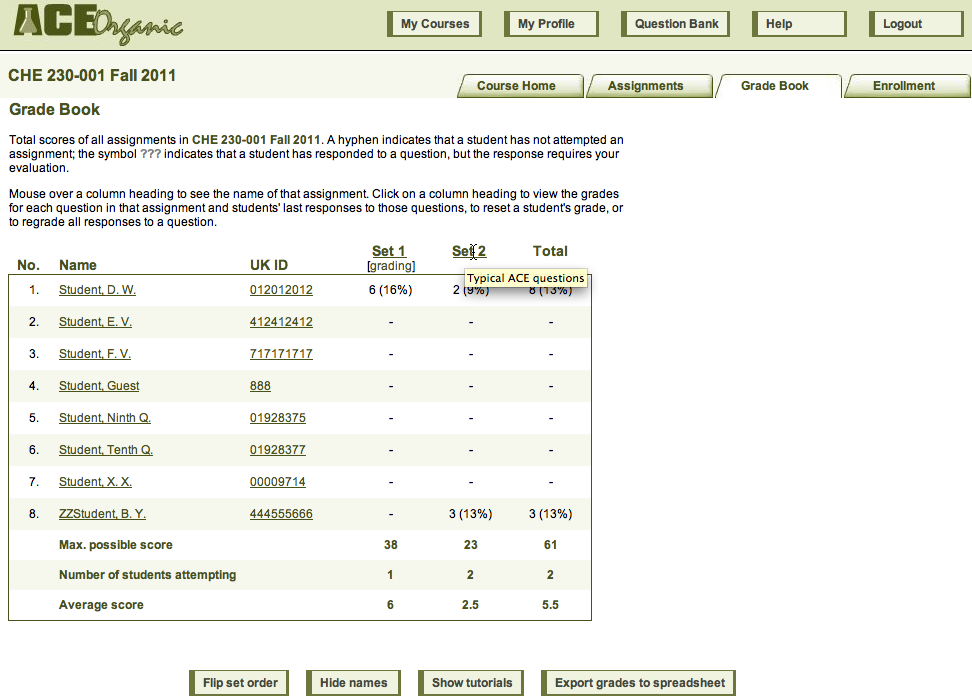 ACE Organic
My Courses My Profile Question Bank Help Logout
CHE 230-001 Fall 2011
Course Home Assignments Grade Book Enrollment
Grade Book
Total scores of all assignments in CHE 230-001 Fall 2011. A hyphen indicates that a student has not attempted an
assignment; the symbol ??? indicates that a student has responded to a question, but the response requires your
evaluation.
Mouse over a column heading to see the name of that assignment. Click on a column heading to view the grades
for each question in that assignment and students' last responses to those questions, to reset a student's grade, or
to regrade all responses to a question.
Set 1 Set 2 Total
No. Name UK ID [grading]
Typical ACE questions
1. Student, D. W. 012012012 6 (16%) 2 (9%) 8 (13%)
2. Student, E. V. 412412412 - - -
3. Student, F. V. 717171717 - - -
4. Student, Guest 888 - - -
5. Student, Ninth Q. 01928375 - - -
6. Student, Tenth Q. 01928377 - - -
7. Student, X. X. 00009714 - - -
8. ZZStudent, B. Y. 444555666 - 3 (13%) 3 (13%)
Max. possible score 38 23 61
Number of students attempting 1 2 2
Average score 6 2.5 5.5
Flip set order Hide names Show tutorials Export grades to spreadsheet